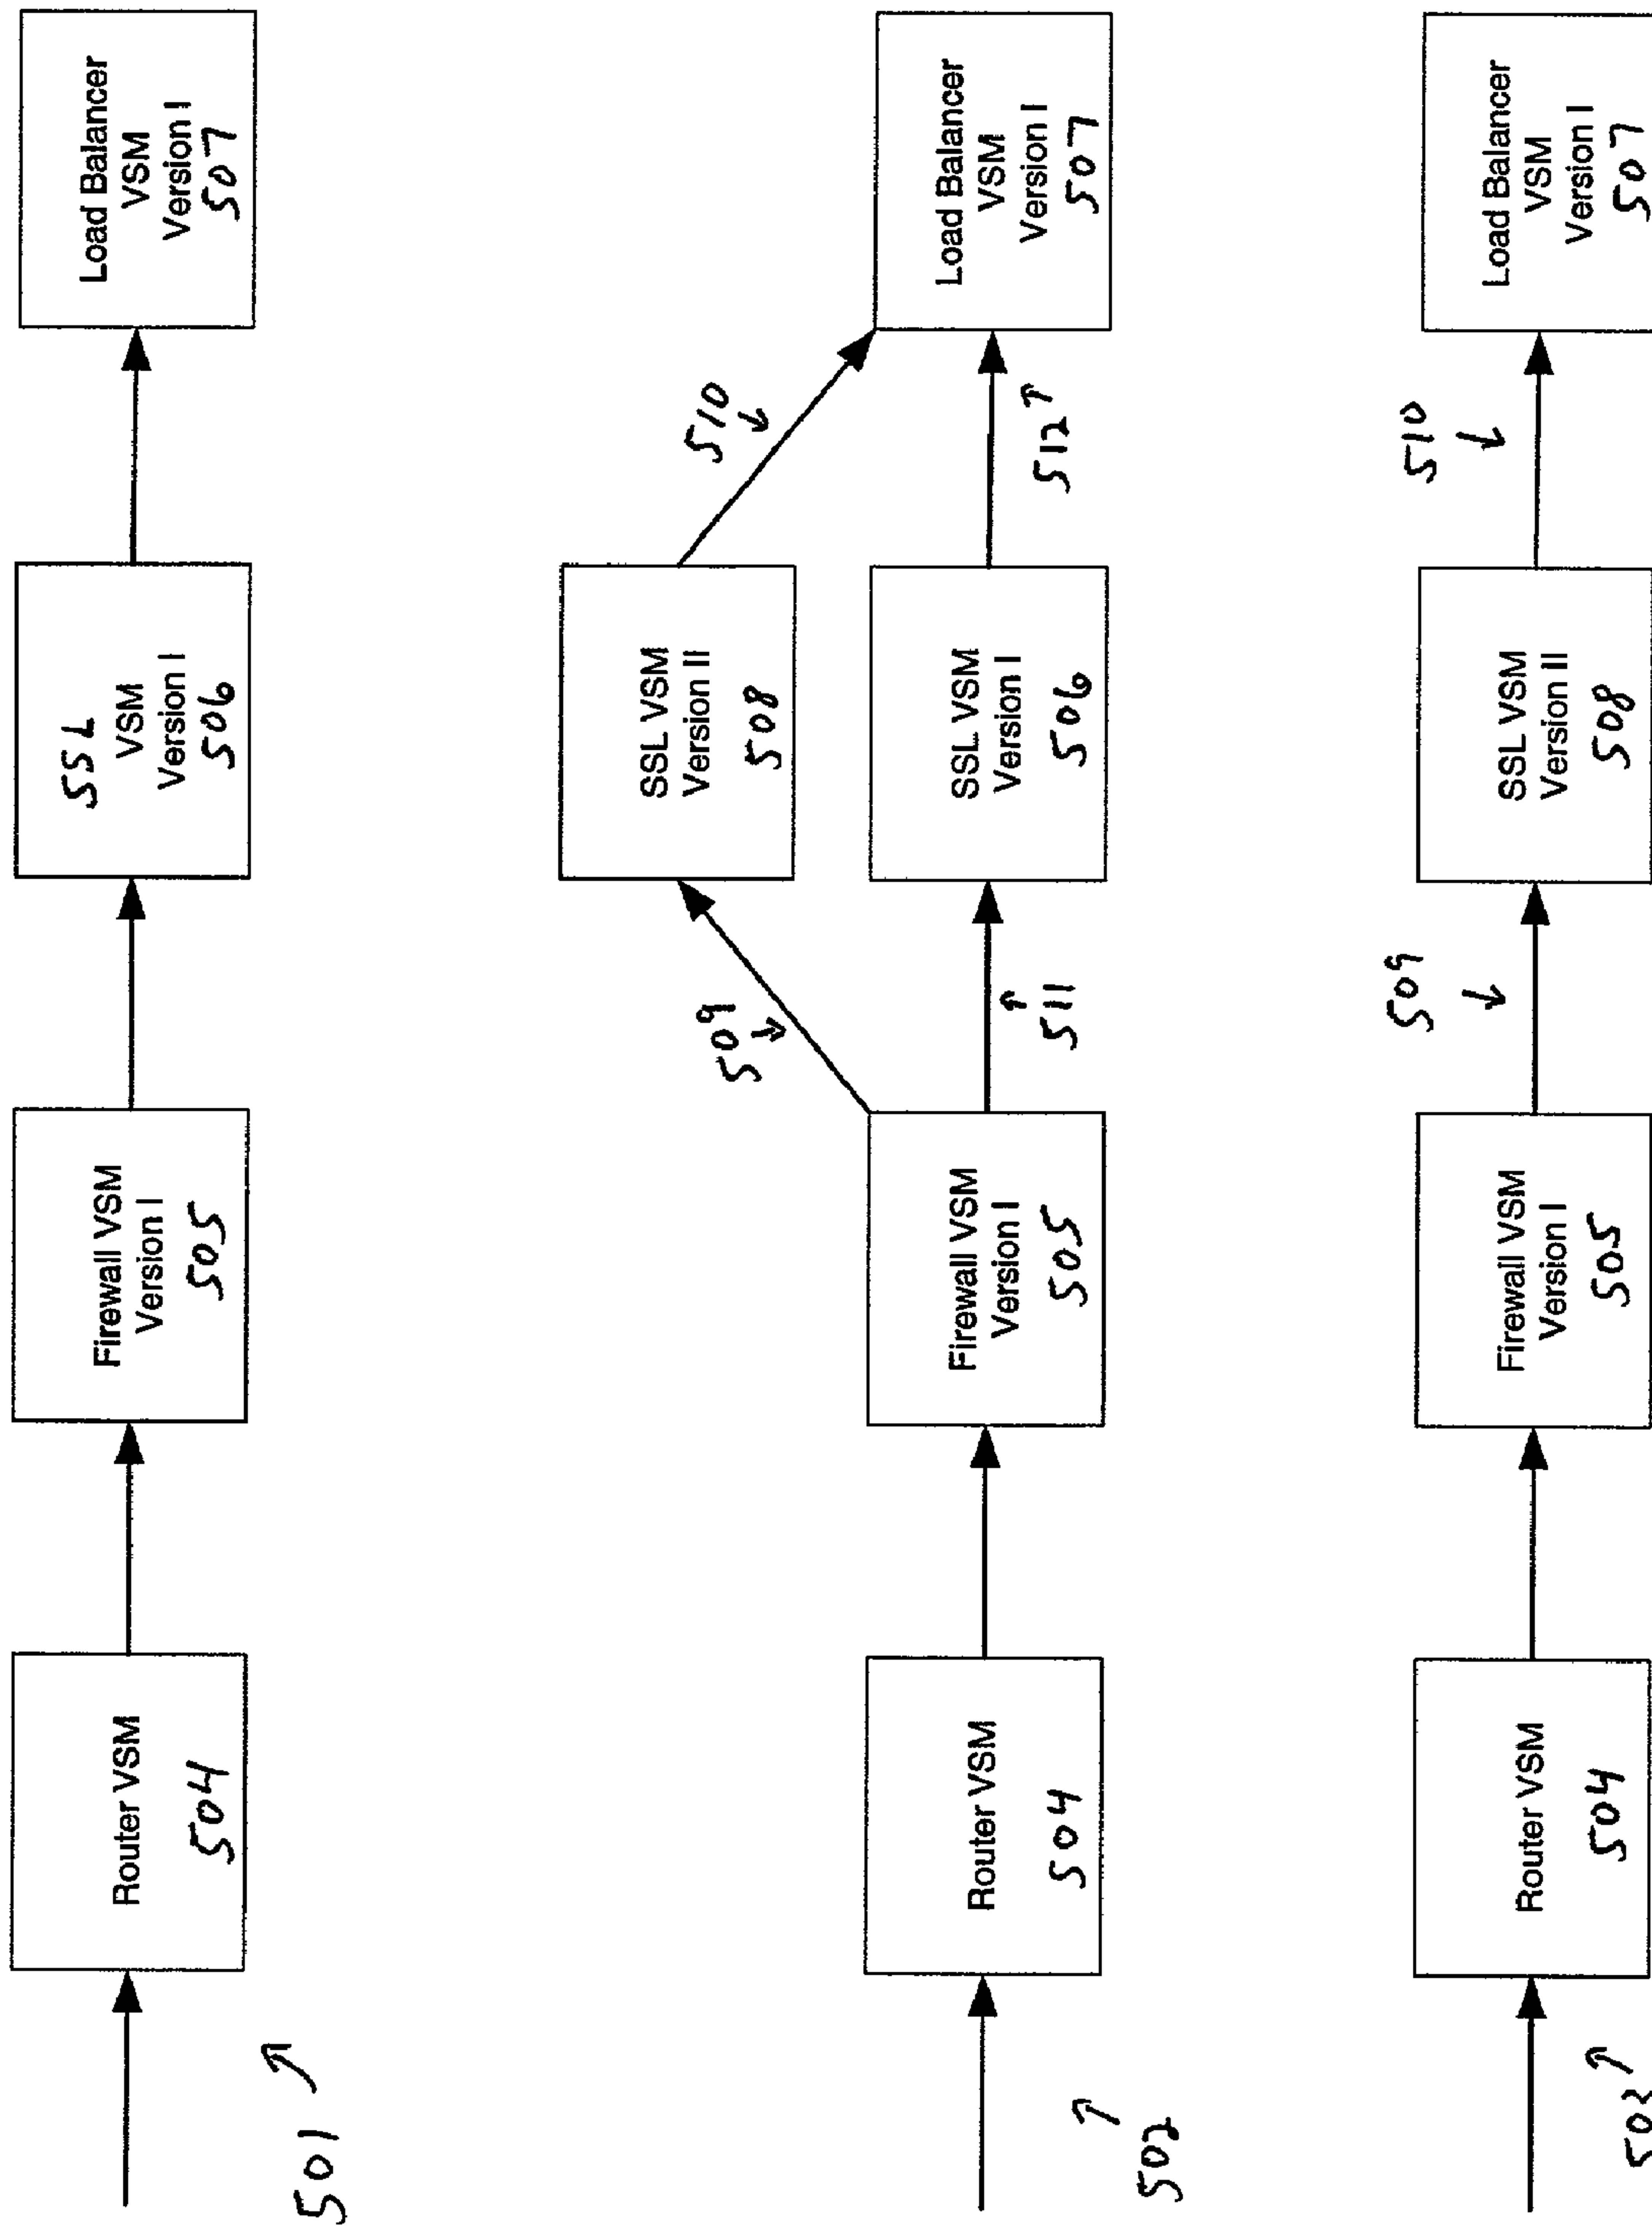 501
Router VSM
504
Firewall VSM
Version I
505
SSL
VSM
Version I
506
Load Balancer
VSM
Version I
507
502
Router VSM
504
Firewall VSM
Version I
505
509
511
SSL VSM
Version II
508
SSL VSM
Version I
506
510
512
Load Balancer
VSM
Version I
507
Router VSM
504
Firewall VSM
Version I
505
509
SSL VSM
Version II
508
510
Load Balancer
VSM
Version I
507